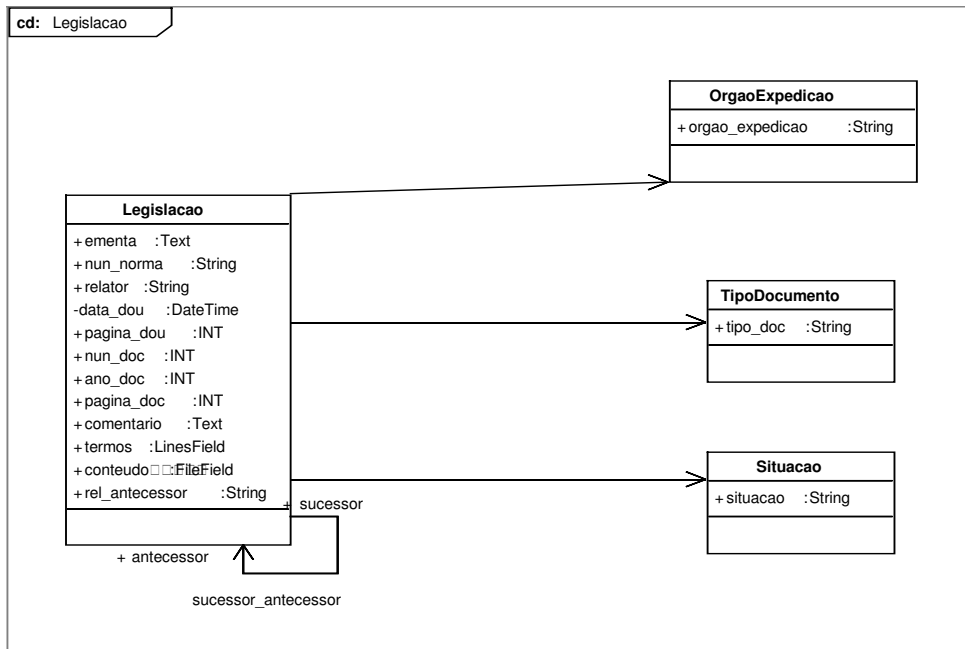 cd: Legislacao
OrgaoExpedicao
+ orgao_expedicao :String
Legislacao
+ ementa :Text
+ nun_norma :String
+ relator :String
- data_dou :DateTime
+ pagina_dou :INT
+ nun_doc :INT
+ ano_doc :INT
+ pagina_doc :INT
+ comentario :Text
+ termos :LinesField
+ conteudo :FileField
+ rel_antecessor :String
TipoDocumento
+ tipo_doc :String
Situacao
+ situacao :String
+ sucessor
+ antecessor
sucessor_antecessor